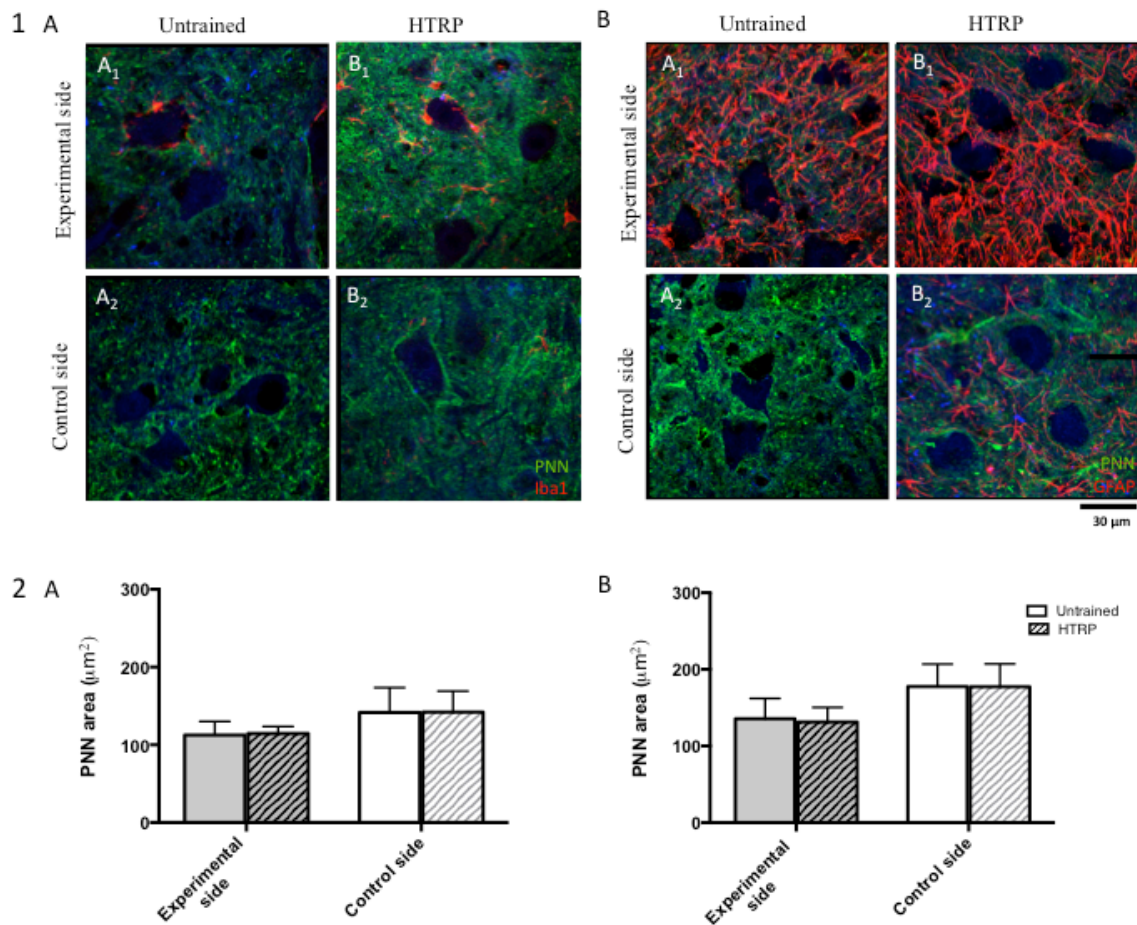 1 A
Untrained
HTRP
B
Untrained
HTRP
Experimental side
A1
B1
Experimental side
A1
B1
Control side
A2
B2
PNN
Iba1
Control side
A2
B2
PNN
GFAP
30 μm
2 A
300
200
100
0
PNN area (μm²)
Experimental
side
Control side
B
300
200
100
0
PNN area (μm²)
Untrained
HTRP
Experimental
side
Control side